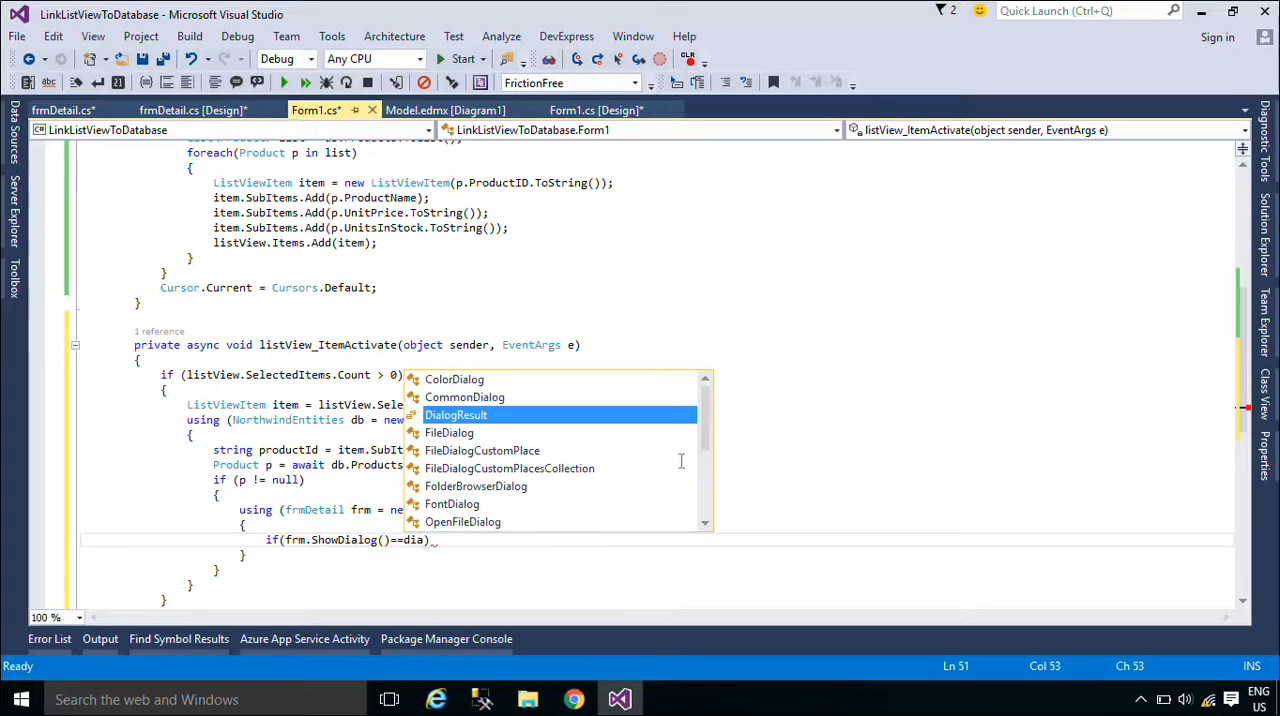 LinkListViewToDatabase - Microsoft Visual Studio
2
Quick Launch (Ctrl+Q)
File Edit View Project Build Debug Team Tools Architecture Test Analyze DevExpress Window Help
Sign in
Debug Any CPU Start
FrictionFree
frmDetail.cs* frmDetail.cs [Design]* Form1.cs* Model.edmx [Diagram1] Form1.cs [Design]*
LinkListViewToDatabase LinkListViewToDatabase.Form1 listView_ItemActivate(object sender, EventArgs e)
Data Sources
Server Explorer
Toolbox
Diagnostic Tools
Solution Explorer
Team Explorer
Class View
Properties
foreach(Product p in list)
{
ListViewItem item = new ListViewItem(p.ProductID.ToString());
item.SubItems.Add(p.ProductName);
item.SubItems.Add(p.UnitPrice.ToString());
item.SubItems.Add(p.UnitsInStock.ToString());
listView.Items.Add(item);
}
}
Cursor.Current = Cursors.Default;
}
1 reference
private async void listView_ItemActivate(object sender, EventArgs e)
{
if (listView.SelectedItems.Count > 0)
{
ListViewItem item = listView.Sele
using (NorthwindEntities db = new
{
string productId = item.SubIt
Product p = await db.Products
if (p != null)
{
using (frmDetail frm = ne
{
if(frm.ShowDialog()==dia)
}
}
}
}
ColorDialog
CommonDialog
DialogResult
FileDialog
FileDialogCustomPlace
FileDialogCustomPlacesCollection
FolderBrowserDialog
FontDialog
OpenFileDialog
100 %
Error List Output Find Symbol Results Azure App Service Activity Package Manager Console
Ready Ln 51 Col 53 Ch 53 INS
Search the web and Windows
ENG
US